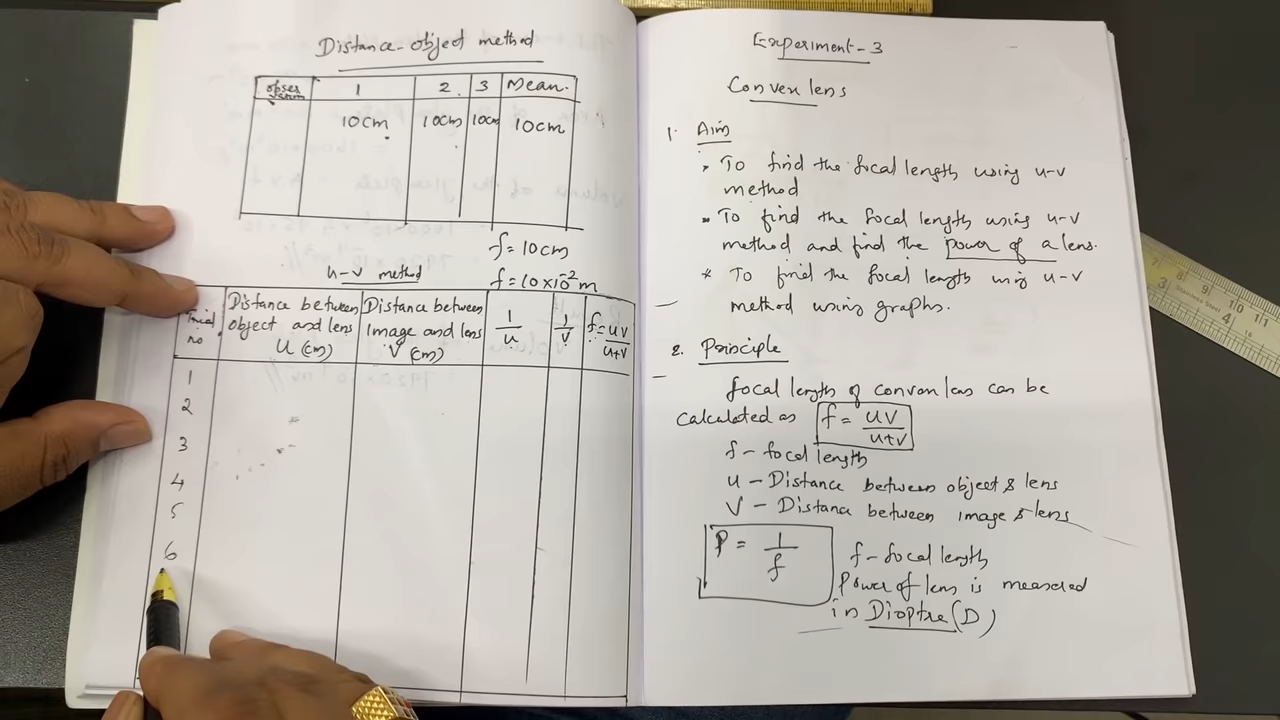 Distance-object method
obser vation 1 2 3 Mean.
10cm 10cm 10cm 10cm
f = 10cm
f = 10×10⁻² m
u-v method
Trial no
Distance between object and lens U (cm)
Distance between image and lens V (cm)
1/u
1/v
f = uv/u+v
1
2
3
4
5
6
Experiment-3
Convex lens
1. Aim
To find the focal length using u-v
method
To find the focal length using u-v
method and find the power of a lens.
* To find the focal length using u-v
method using graphs.
2. Principle
focal length of convex lens can be
calculated as f = uv/u+v
f - focal length
u - Distance between object & lens
V - Distance between image & lens
P = 1/f
f - focal length
Power of lens is measured
in Dioptre (D)